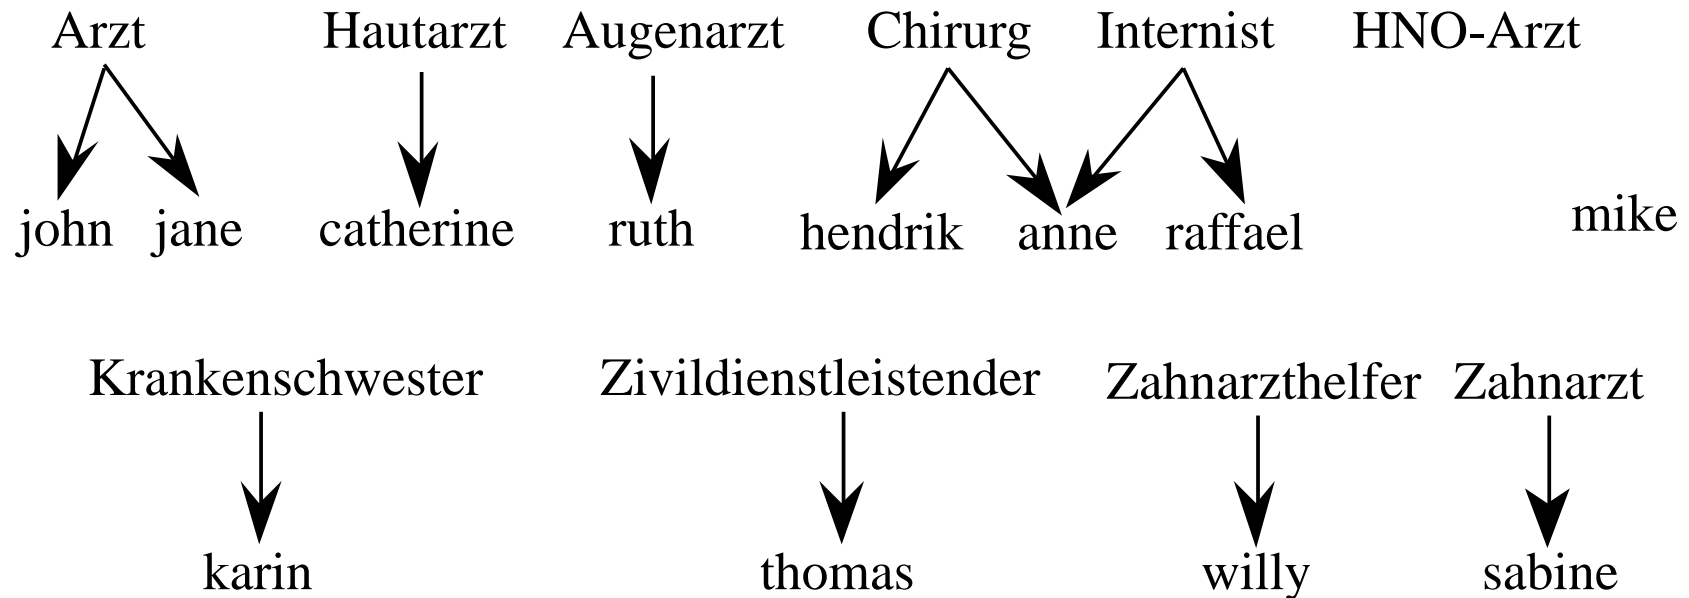 Arzt Hautarzt Augenarzt Chirurg Internist HNO-Arzt
john jane catherine ruth hendrik anne raffael mike
Krankenschwester Zivildienstleistender Zahnarzthelfer Zahnarzt
karin thomas willy sabine